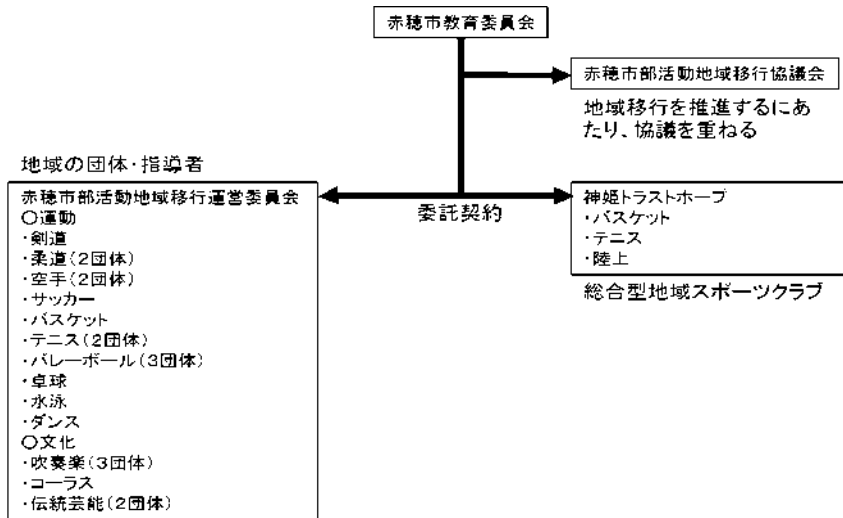 赤穂市教育委員会
赤穂市部活動地域移行協議会
地域移行を推進するにあ
たり、協議を重ねる
地域の団体・指導者
赤穂市部活動地域移行運営委員会
○運動
・剣道
・柔道(2団体)
・空手(2団体)
・サッカー
・バスケット
・テニス(2団体)
・バレーボール(3団体)
・卓球
・水泳
・ダンス
○文化
・吹奏楽(3団体)
・コーラス
・伝統芸能(2団体)
委託契約
神姫トラストホープ
・バスケット
・テニス
・陸上
総合型地域スポーツクラブ